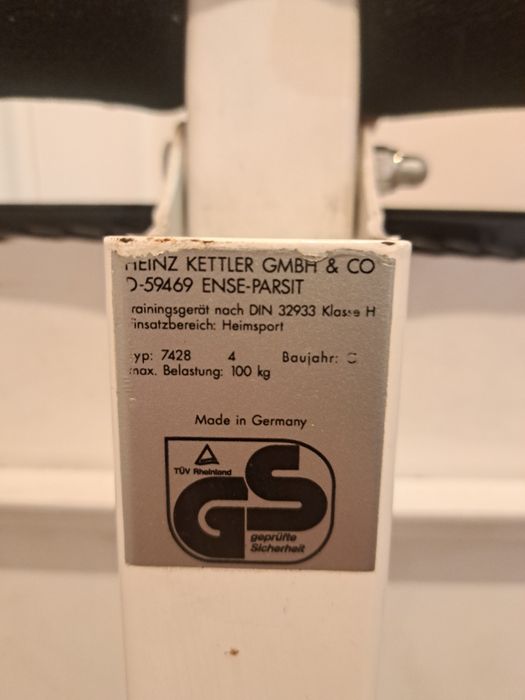 HEINZ KETTLER GMBH & CO
D-59469 ENSE-PARSIT
rainingsgerät nach DIN 32933 Klasse H
insatzbereich: Heimsport
yp: 7428 4 Baujahr:
max. Belastung: 100 kg
Made in Germany
TÜV Rheinland
GS
geprüfte
Sicherheit